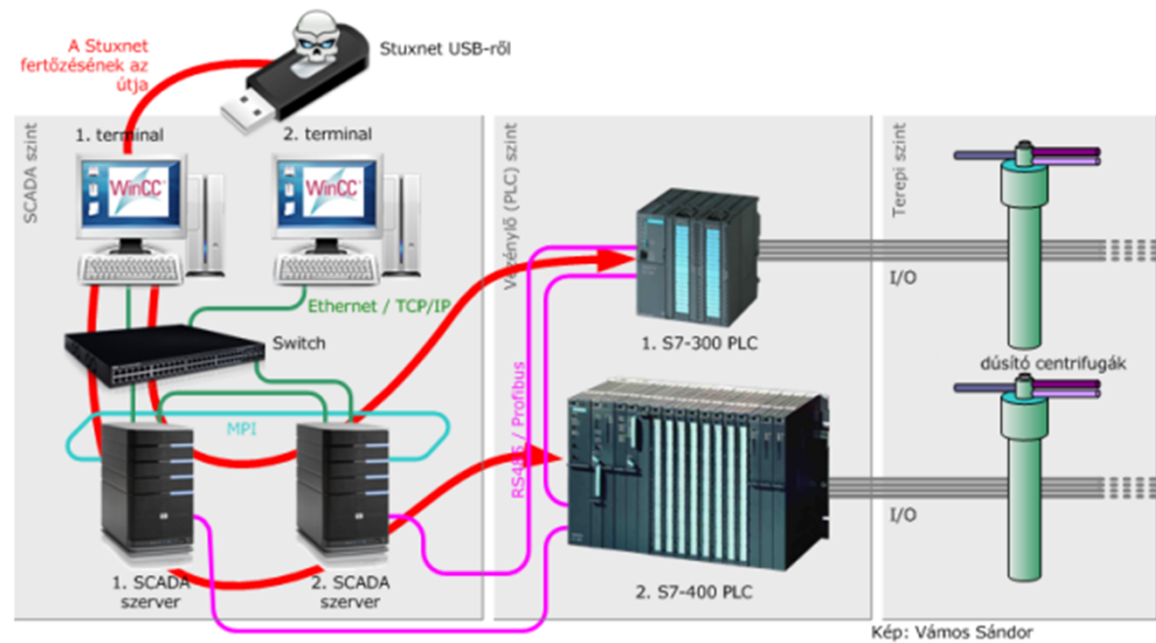 A Stuxnet
fertőzésének az
útja
Stuxnet USB-ről
SCADA szint
1. terminal
2. terminal
WinCC
WinCC
Ethernet / TCP/IP
Switch
MPI
1. SCADA
szerver
2. SCADA
szerver
Vezénylő (PLC) szint
RS485 / Profibus
SIEMENS
1. S7-300 PLC
2. S7-400 PLC
Terepi szint
I/O
dúsító centrifugák
I/O
Kép: Vámos Sándor